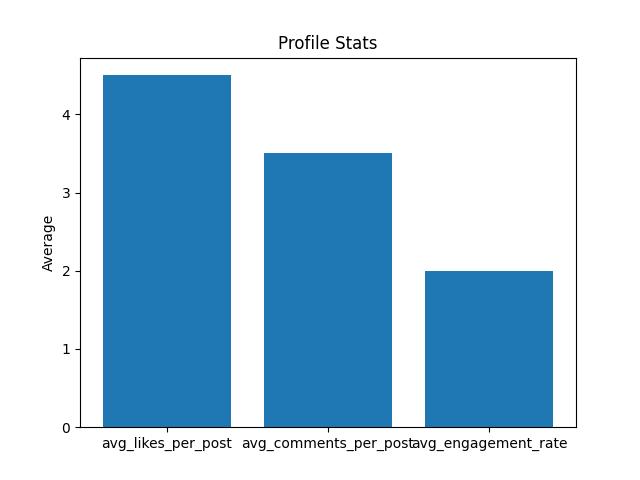 Profile Stats
Average
4
3
2
1
0
avg_likes_per_post avg_comments_per_post avg_engagement_rate